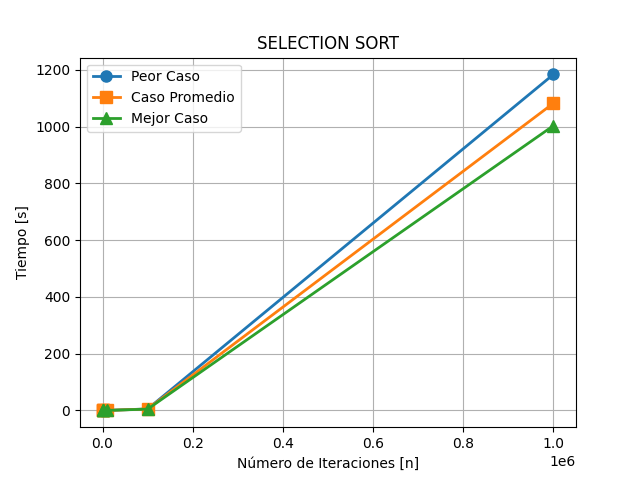 SELECTION SORT
Peor Caso
Caso Promedio
Mejor Caso
Tiempo [s]
1200
1000
800
600
400
200
0
0.0 0.2 0.4 0.6 0.8 1.0
1e6
Número de Iteraciones [n]